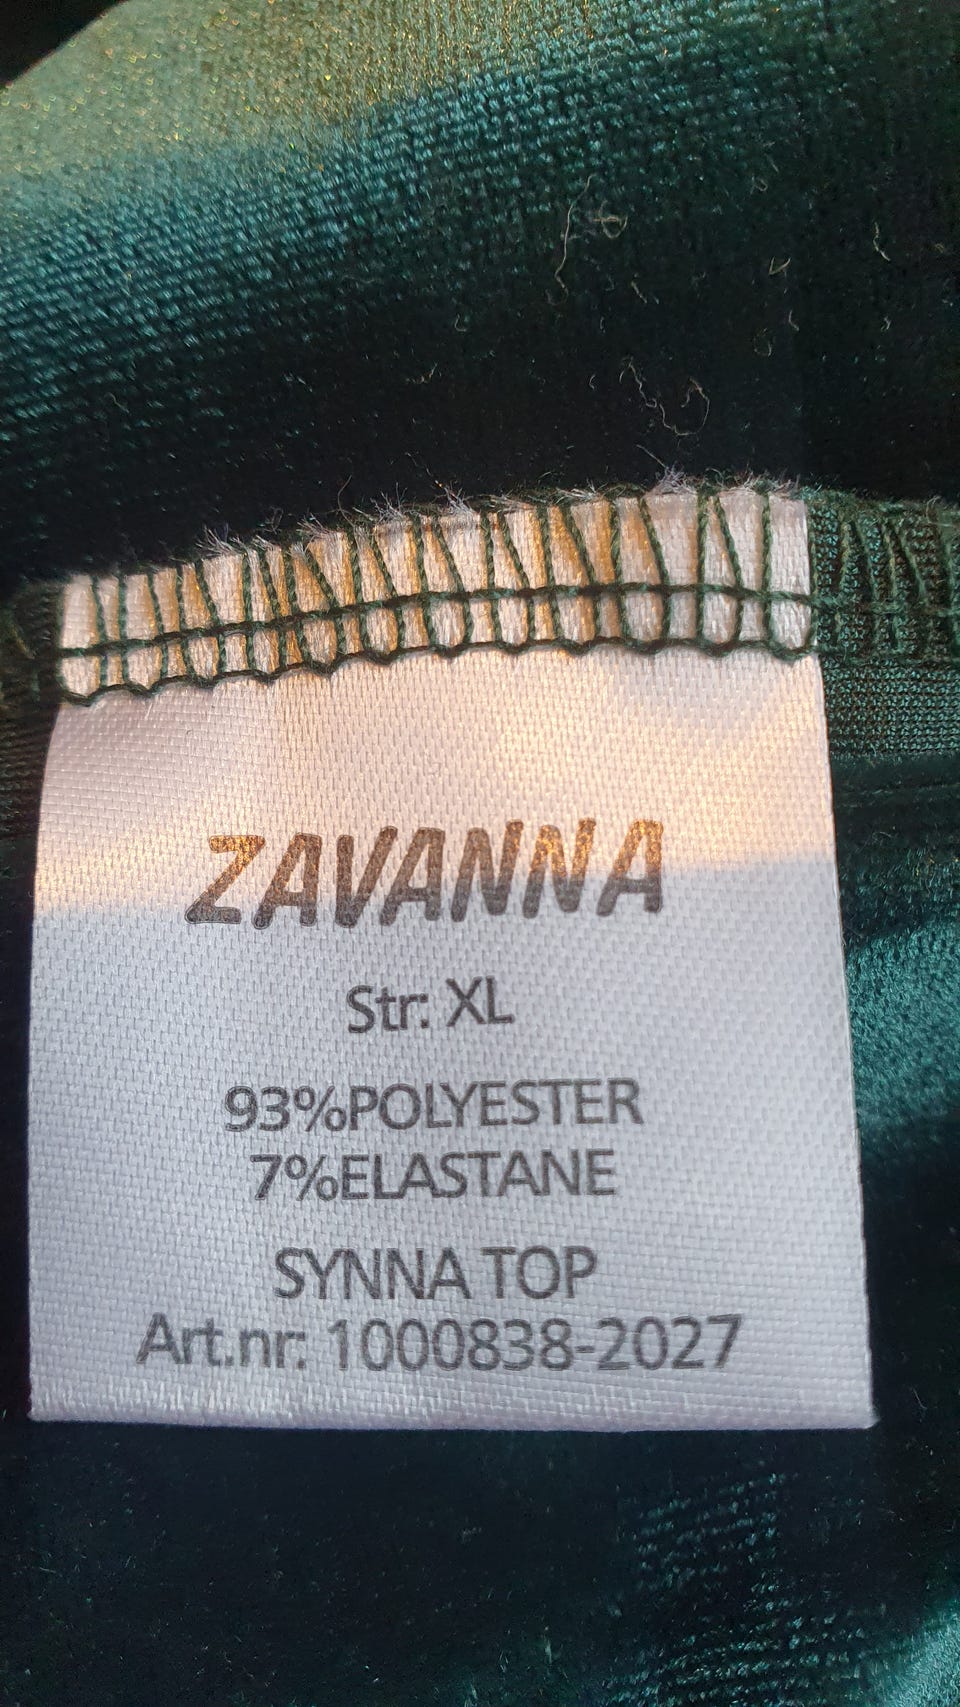 ZAVANNA
Str: XL
93%POLYESTER
7%ELASTANE
SYNNA TOP
Art.nr: 1000838-2027